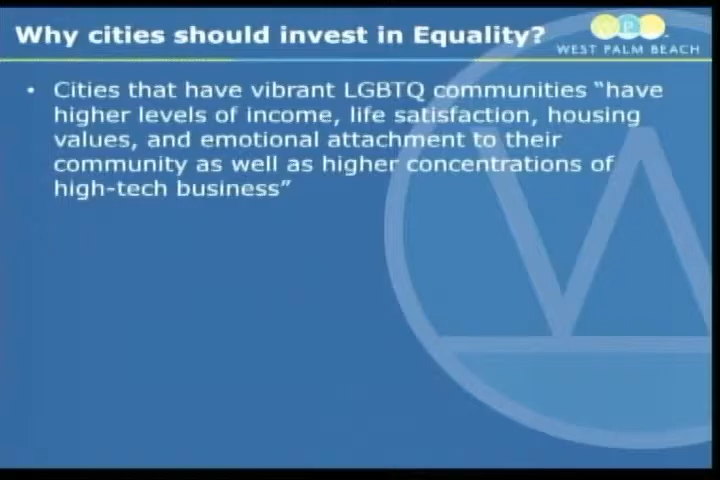 Why cities should invest in Equality?
WEST PALM BEACH
• Cities that have vibrant LGBTQ communities “have
higher levels of income, life satisfaction, housing
values, and emotional attachment to their
community as well as higher concentrations of
high-tech business”